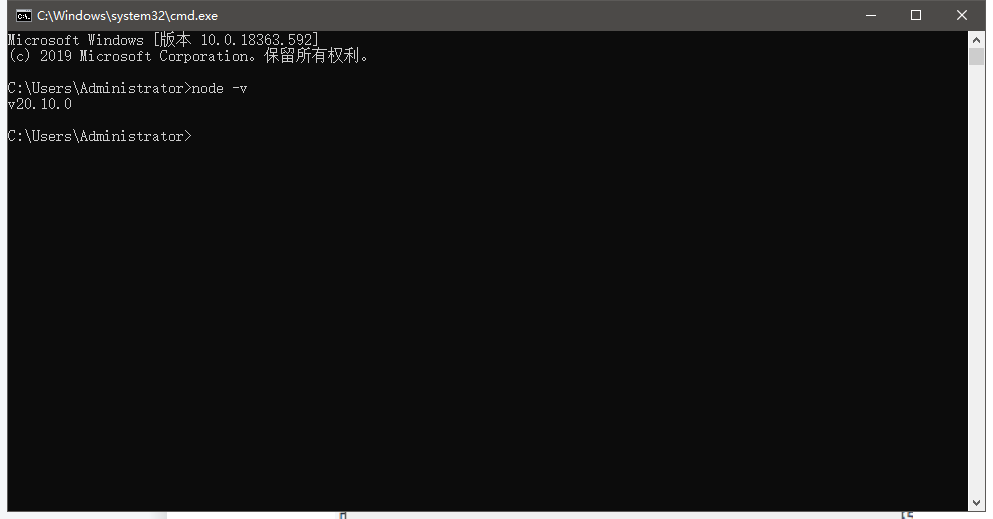 C:\Windows\system32\cmd.exe
Microsoft Windows [版本 10.0.18363.592]
(c) 2019 Microsoft Corporation。保留所有权利。
C:\Users\Administrator>node -v
v20.10.0
C:\Users\Administrator>